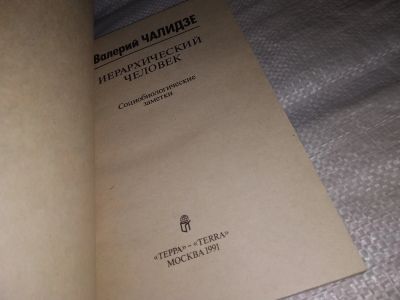 Валерий ЧАЛИДЗЕ
ИЕРАРХИЧЕСКИЙ
ЧЕЛОВЕК
Социобиологические
заметки
«ТЕРРА» – «TERRA»
МОСКВА 1991